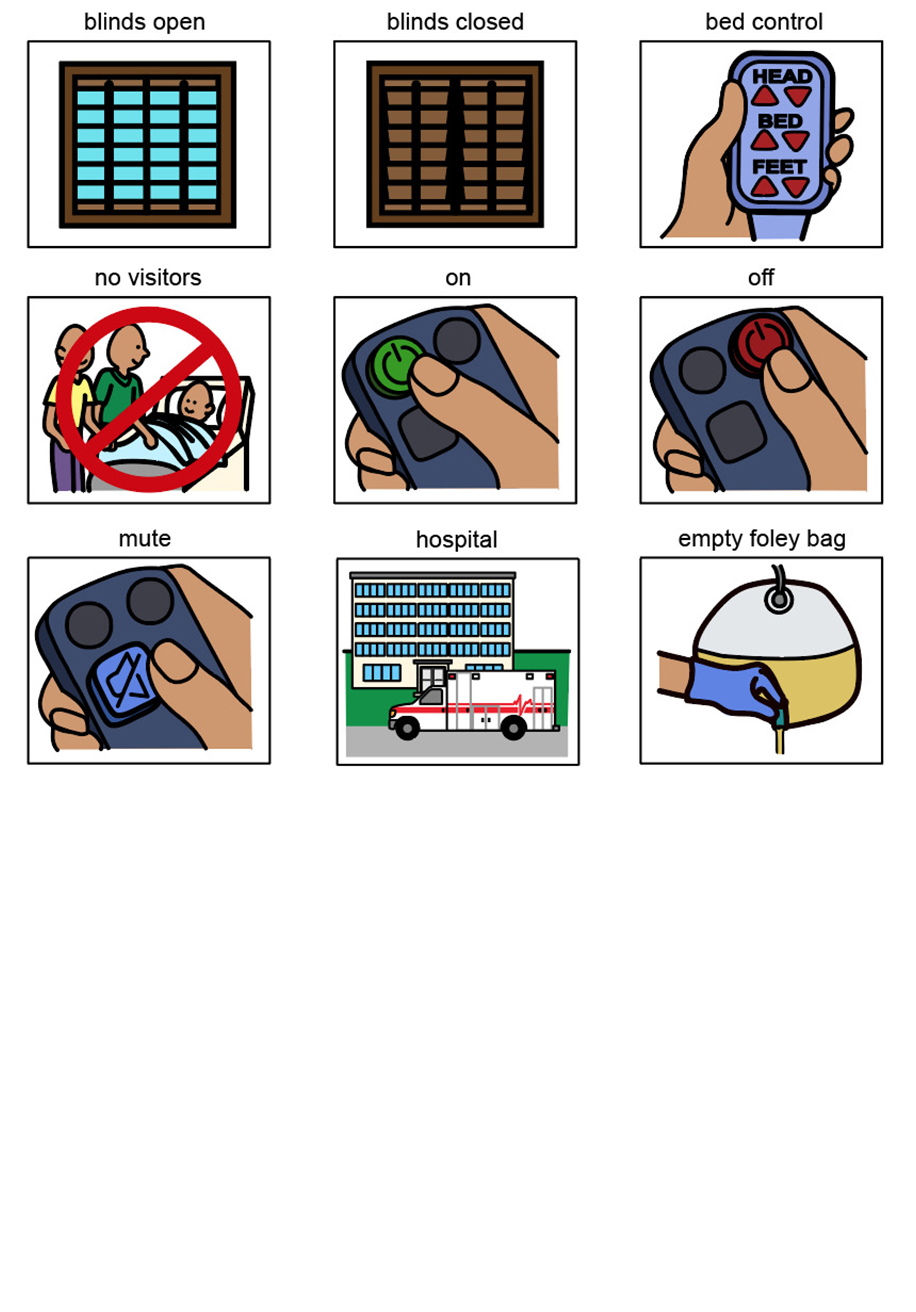 blinds open
blinds closed
bed control
HEAD
BED
FEET
no visitors
on
off
mute
hospital
empty foley bag